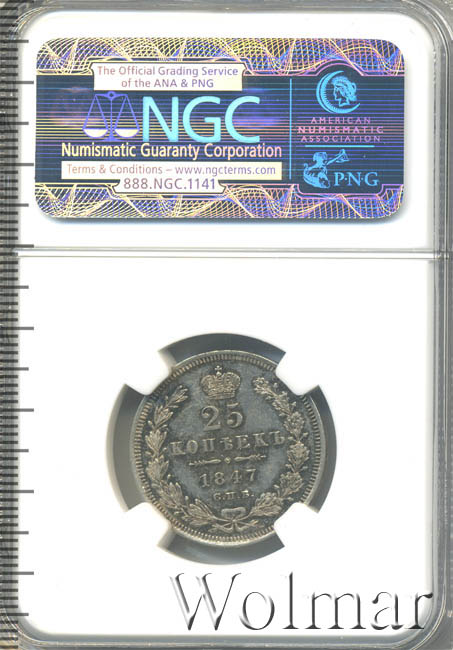 The Official Grading Service
of the ANA & PNG
NGC
Numismatic Guaranty Corporation
Terms & Conditions – www.ngcterms.com
888.NGC.1141
AMERICAN
NUMISMATIC
ASSOCIATION
P·N·G
25
КОПѢЕКЪ
1847
С.П.Б.
Wolmar